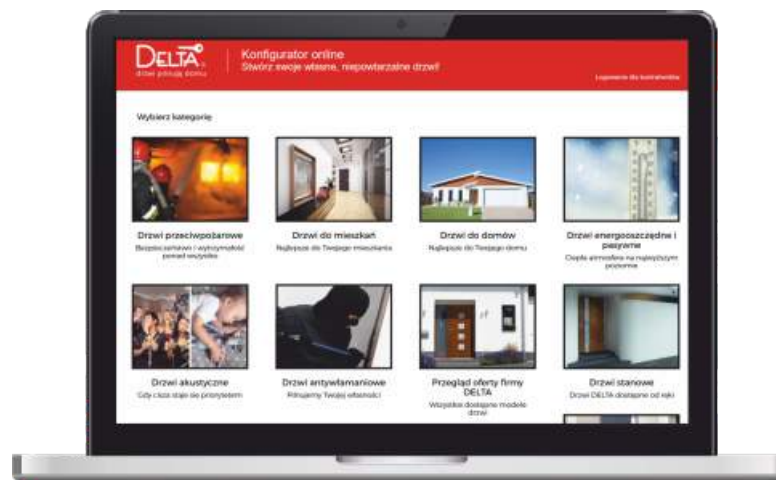 DELTA
drzwi pilnują domu
Konfigurator online
Stwórz swoje własne, niepowtarzalne drzwi!
Logowanie dla kontrahentów
Wybierz kategorię
Drzwi przeciwpożarowe
Bezpieczeństwo i wytrzymałość
ponad wszystko
Drzwi do mieszkań
Najlepsze do Twojego mieszkania
Drzwi do domów
Najlepsze do Twojego domu
Drzwi energooszczędne i
pasywne
Ciepła atmosfera na najwyższym
poziomie
Drzwi akustyczne
Gdy cisza staje się priorytetem
Drzwi antywłamaniowe
Pilnujemy Twojej własności
Przegląd oferty firmy
DELTA
Wszystkie dostępne modele
drzwi
Drzwi stanowe
Drzwi DELTA dostępne od ręki